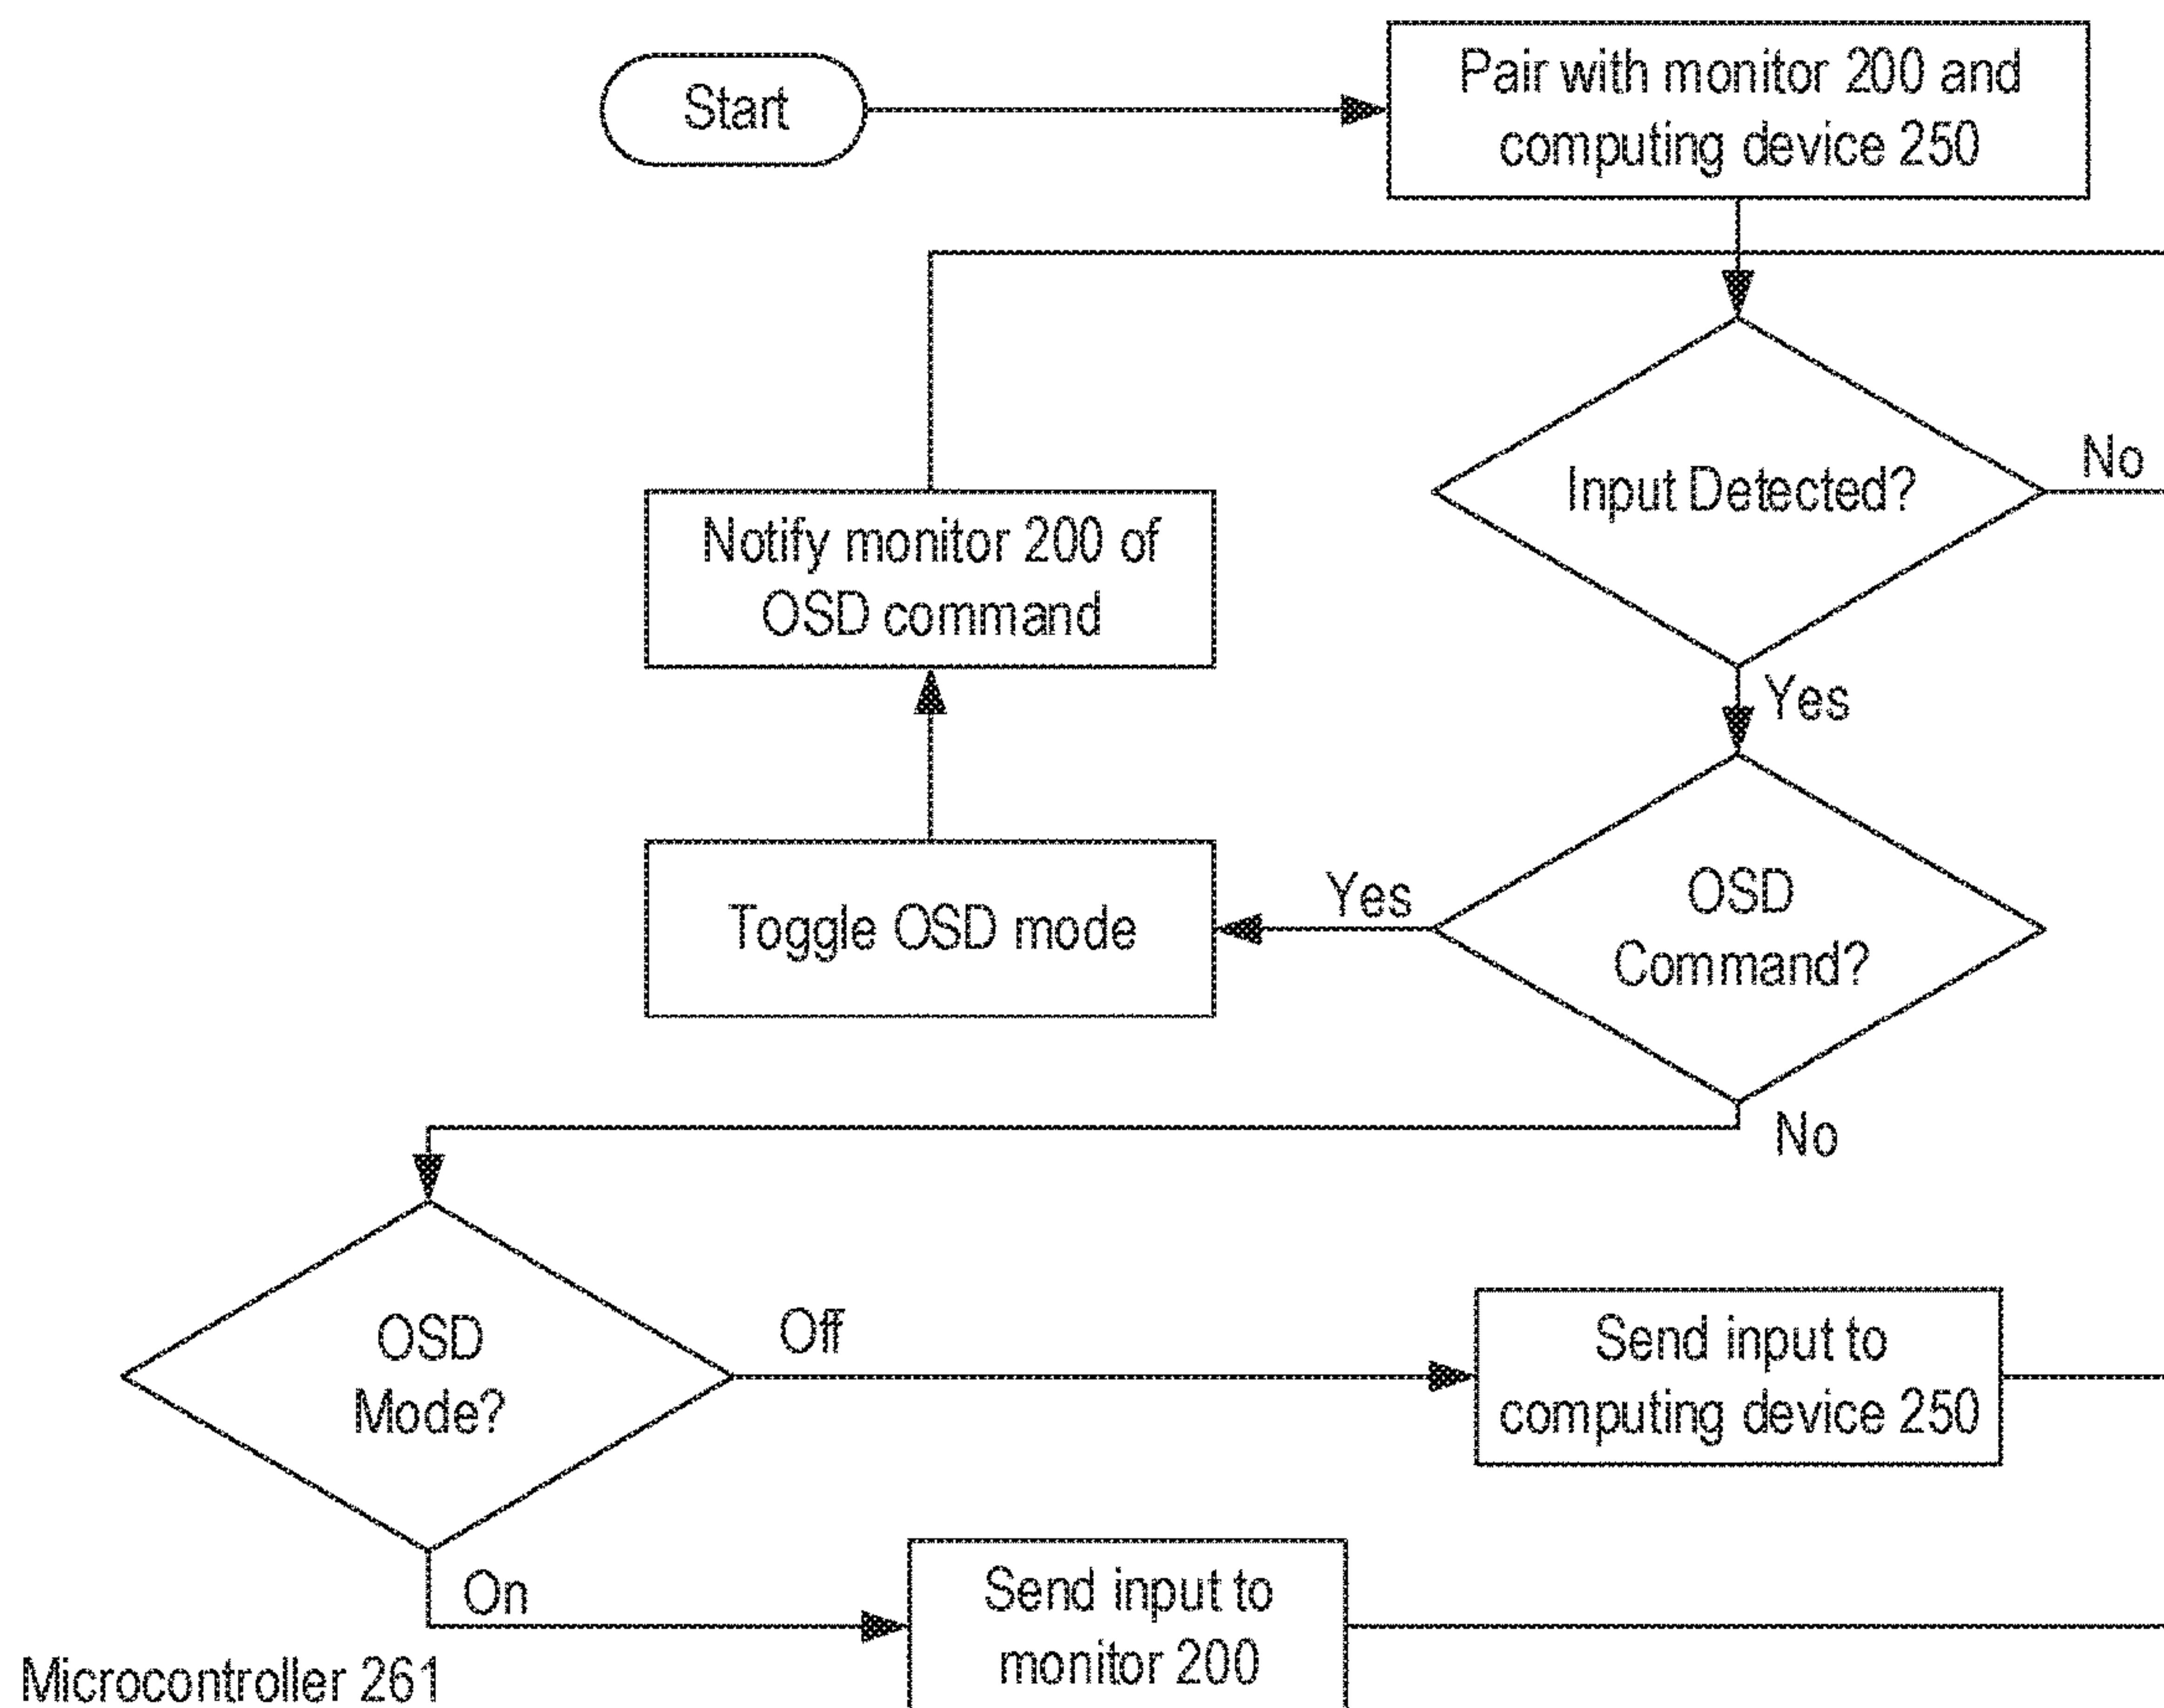 Start
Pair with monitor 200 and
computing device 250
Input Detected?
No
Notify monitor 200 of
OSD command
Yes
Toggle OSD mode
Yes
OSD
Command?
No
OSD
Mode?
Off
Send input to
computing device 250
On
Send input to
monitor 200
Microcontroller 261